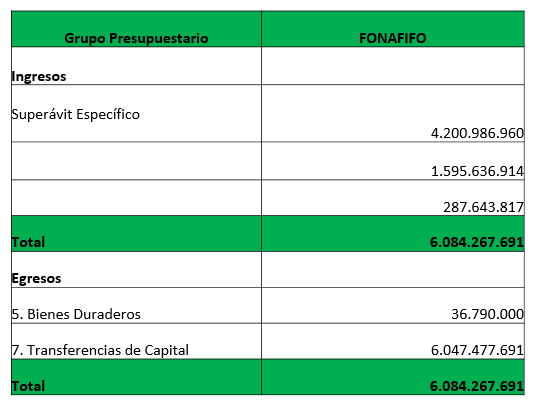 Grupo Presupuestario FONAFIFO
Ingresos
Superávit Específico 4.200.986.960
1.595.636.914
287.643.817
Total 6.084.267.691
Egresos
5. Bienes Duraderos 36.790.000
7. Transferencias de Capital 6.047.477.691
Total 6.084.267.691